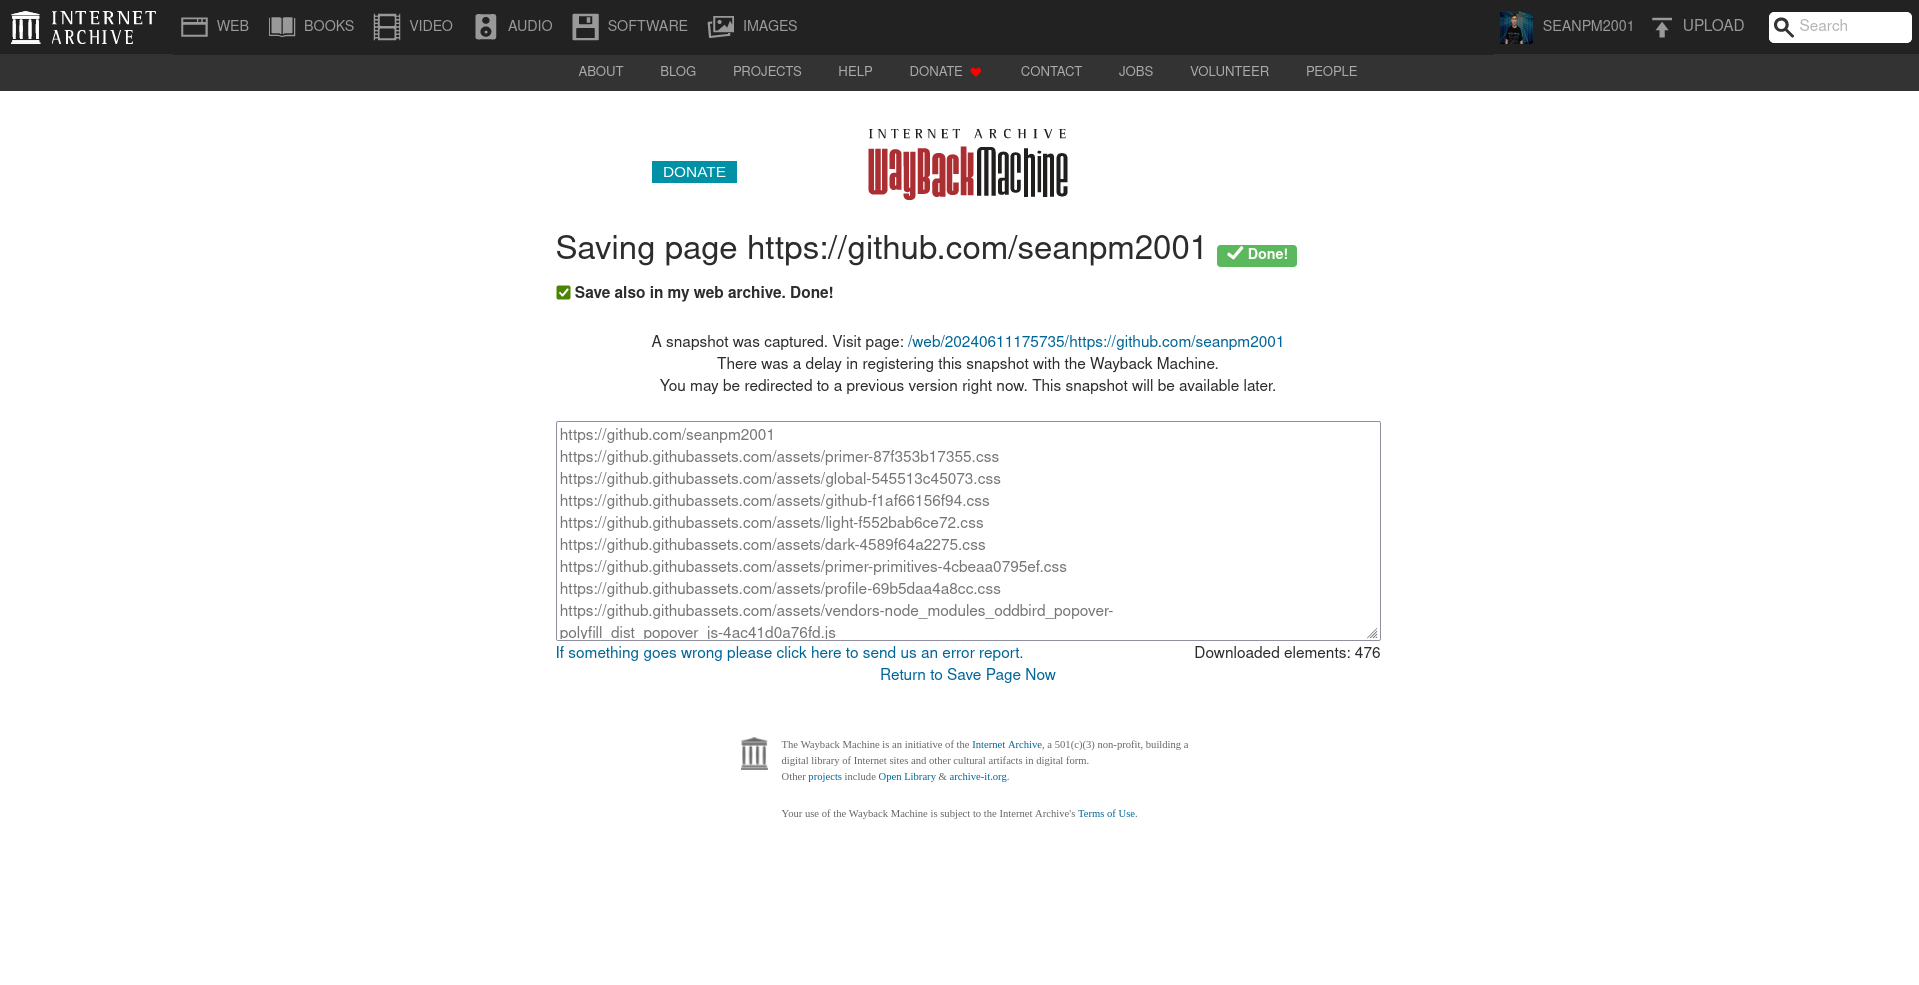 INTERNET ARCHIVE
WEB BOOKS VIDEO AUDIO SOFTWARE IMAGES SEANPM2001 UPLOAD Search
ABOUT BLOG PROJECTS HELP DONATE CONTACT JOBS VOLUNTEER PEOPLE
INTERNET ARCHIVE
DONATE
WayBackMachine
Saving page https://github.com/seanpm2001 Done!
Save also in my web archive. Done!
A snapshot was captured. Visit page: /web/20240611175735/https://github.com/seanpm2001
There was a delay in registering this snapshot with the Wayback Machine.
You may be redirected to a previous version right now. This snapshot will be available later.
https://github.com/seanpm2001
https://github.githubassets.com/assets/primer-87f353b17355.css
https://github.githubassets.com/assets/global-545513c45073.css
https://github.githubassets.com/assets/github-f1af66156f94.css
https://github.githubassets.com/assets/light-f552bab6ce72.css
https://github.githubassets.com/assets/dark-4589f64a2275.css
https://github.githubassets.com/assets/primer-primitives-4cbeaa0795ef.css
https://github.githubassets.com/assets/profile-69b5daa4a8cc.css
https://github.githubassets.com/assets/vendors-node_modules_oddbird_popover-
polyfill_dist_popover_js-4ac41d0a76fd.js
If something goes wrong please click here to send us an error report. Downloaded elements: 476
Return to Save Page Now
The Wayback Machine is an initiative of the Internet Archive, a 501(c)(3) non-profit, building a
digital library of Internet sites and other cultural artifacts in digital form.
Other projects include Open Library & archive-it.org.
Your use of the Wayback Machine is subject to the Internet Archive's Terms of Use.